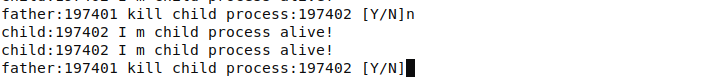 father:197401 kill child process:197402 [Y/N]n
child:197402 I m child process alive!
child:197402 I m child process alive!
father:197401 kill child process:197402 [Y/N]